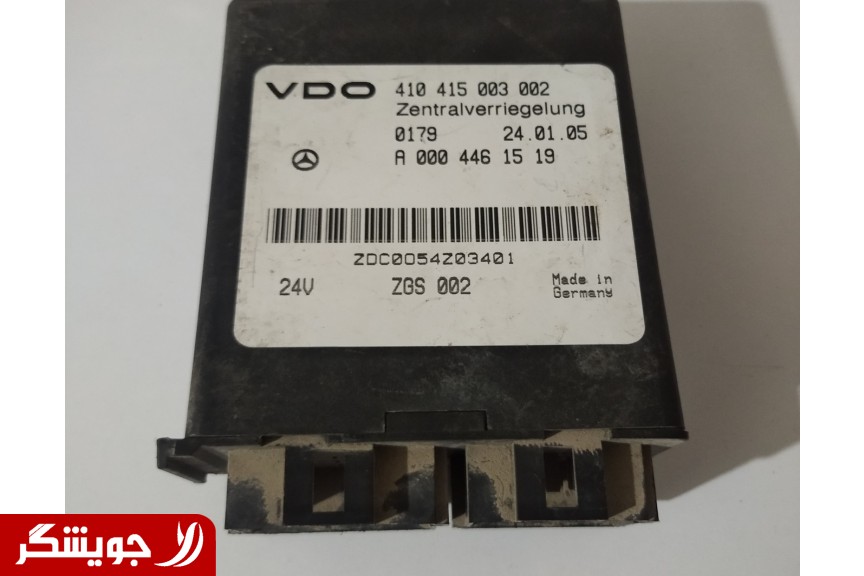 VDO 410 415 003 002
Zentralverriegelung
0179 24.01.05
A 000 446 15 19
ZDC0054Z03401
24V ZGS 002 Made in Germany
جویشگر